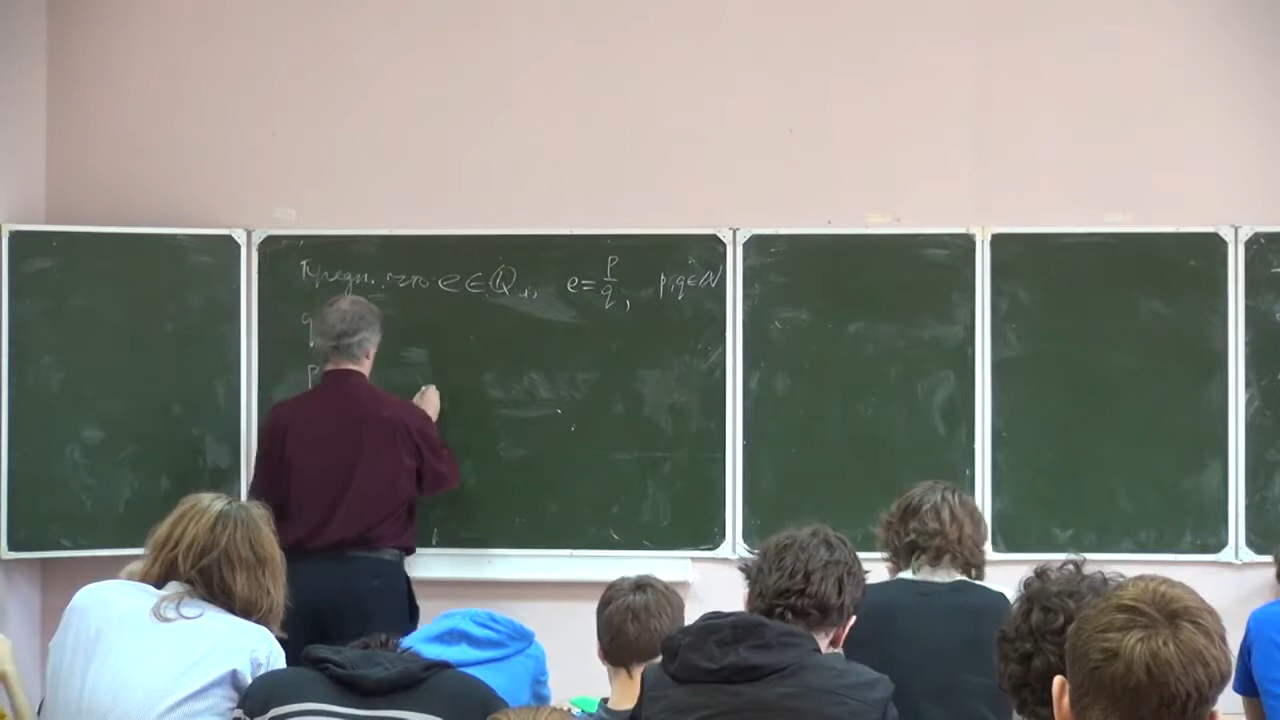 Предп. что e ∈ ℚ₊, e = p/q, p,q ∈ ℕ
q
p